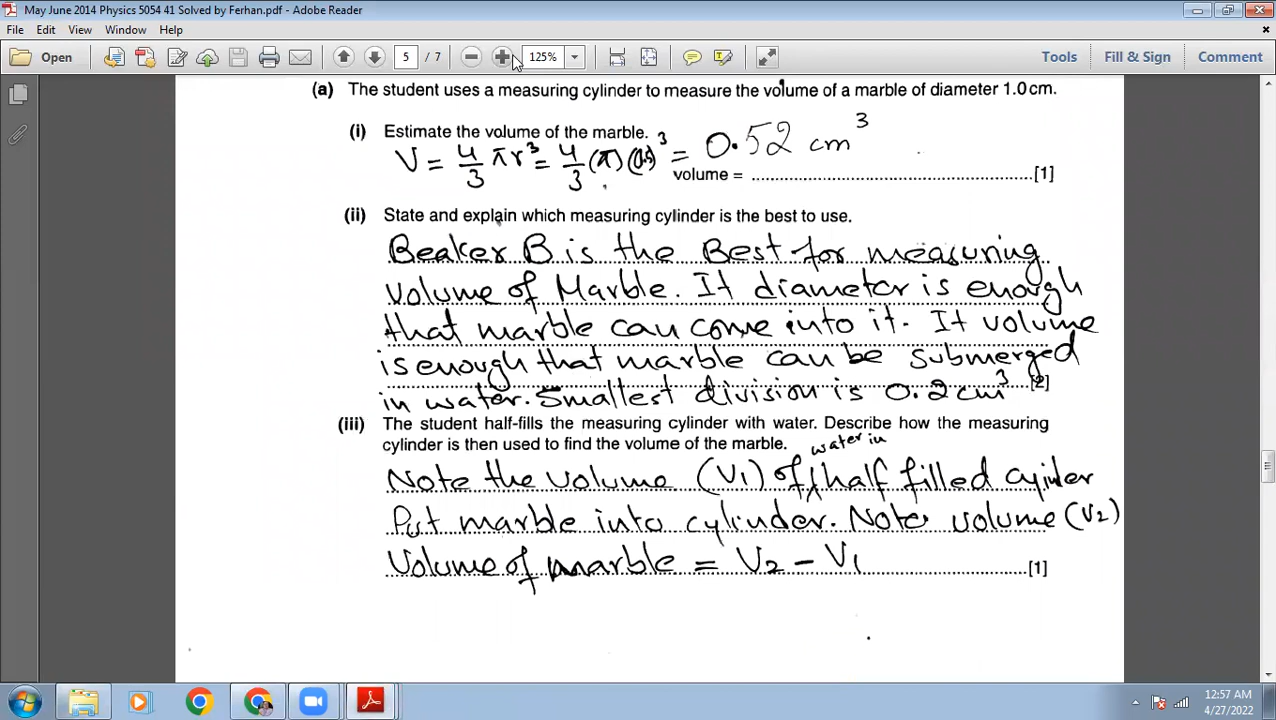 May June 2014 Physics 5054 41 Solved by Ferhan.pdf - Adobe Reader
File Edit View Window Help
Open 5 / 7 125% Tools Fill & Sign Comment
(a) The student uses a measuring cylinder to measure the volume of a marble of diameter 1.0 cm.
(i) Estimate the volume of the marble.
V = 4/3 πr³ = 4/3 (π) (0.5)³ = 0.52 cm³
volume = ........................................................[1]
(ii) State and explain which measuring cylinder is the best to use.
Beaker B is the Best for measuring
volume of Marble. It diameter is enough
that marble can come into it. It volume
is enough that marble can be submerged
in water. Smallest division is 0.2 cm³ [2]
(iii) The student half-fills the measuring cylinder with water. Describe how the measuring
cylinder is then used to find the volume of the marble.
water in
Note the volume (V1) of half filled cyinder
Put marble into cylinder. Note volume (V2)
Volume of marble = V2 – V1 [1]
12:57 AM
4/27/2022